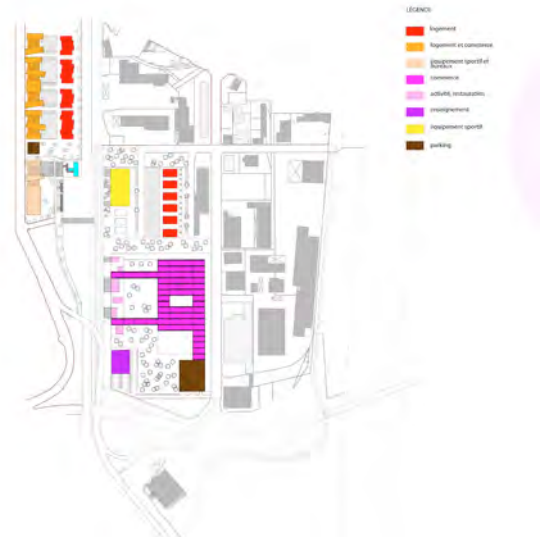 LÉGENDE
logement
logement et commerce
équipement sportif et
bureaux
commerce
activité, restauration
enseignement
équipement sportif
parking